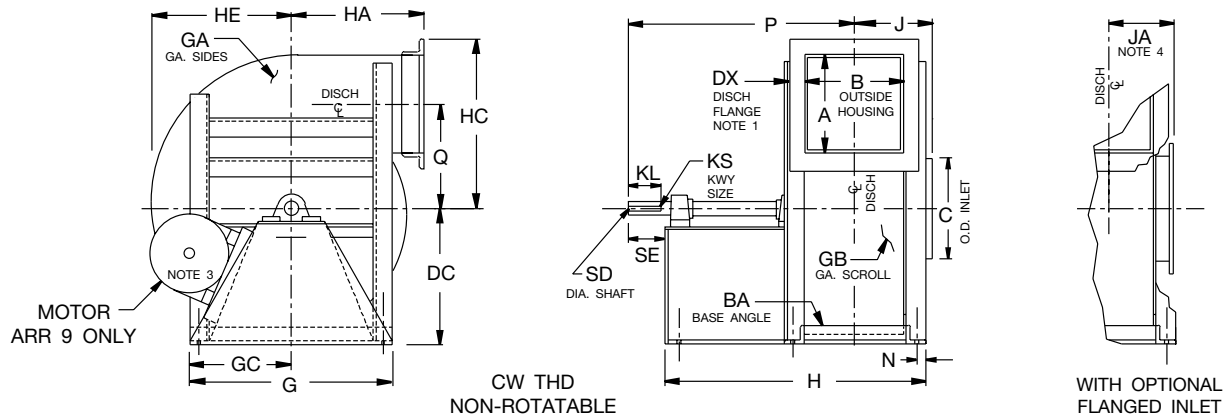 HE
HA
GA
GA. SIDES
DISCH
℄
HC
Q
DC
NOTE 3
MOTOR
ARR 9 ONLY
GC
G
CW THD
NON-ROTATABLE
P
J
DX
DISCH
FLANGE
NOTE 1
B
OUTSIDE
HOUSING
A
KL
KS
KWY
SIZE
℄
DISCH
C
O.D. INLET
SE
SD
DIA. SHAFT
GB
GA. SCROLL
BA
BASE ANGLE
N
H
JA
NOTE 4
DISCH
℄
WITH OPTIONAL
FLANGED INLET